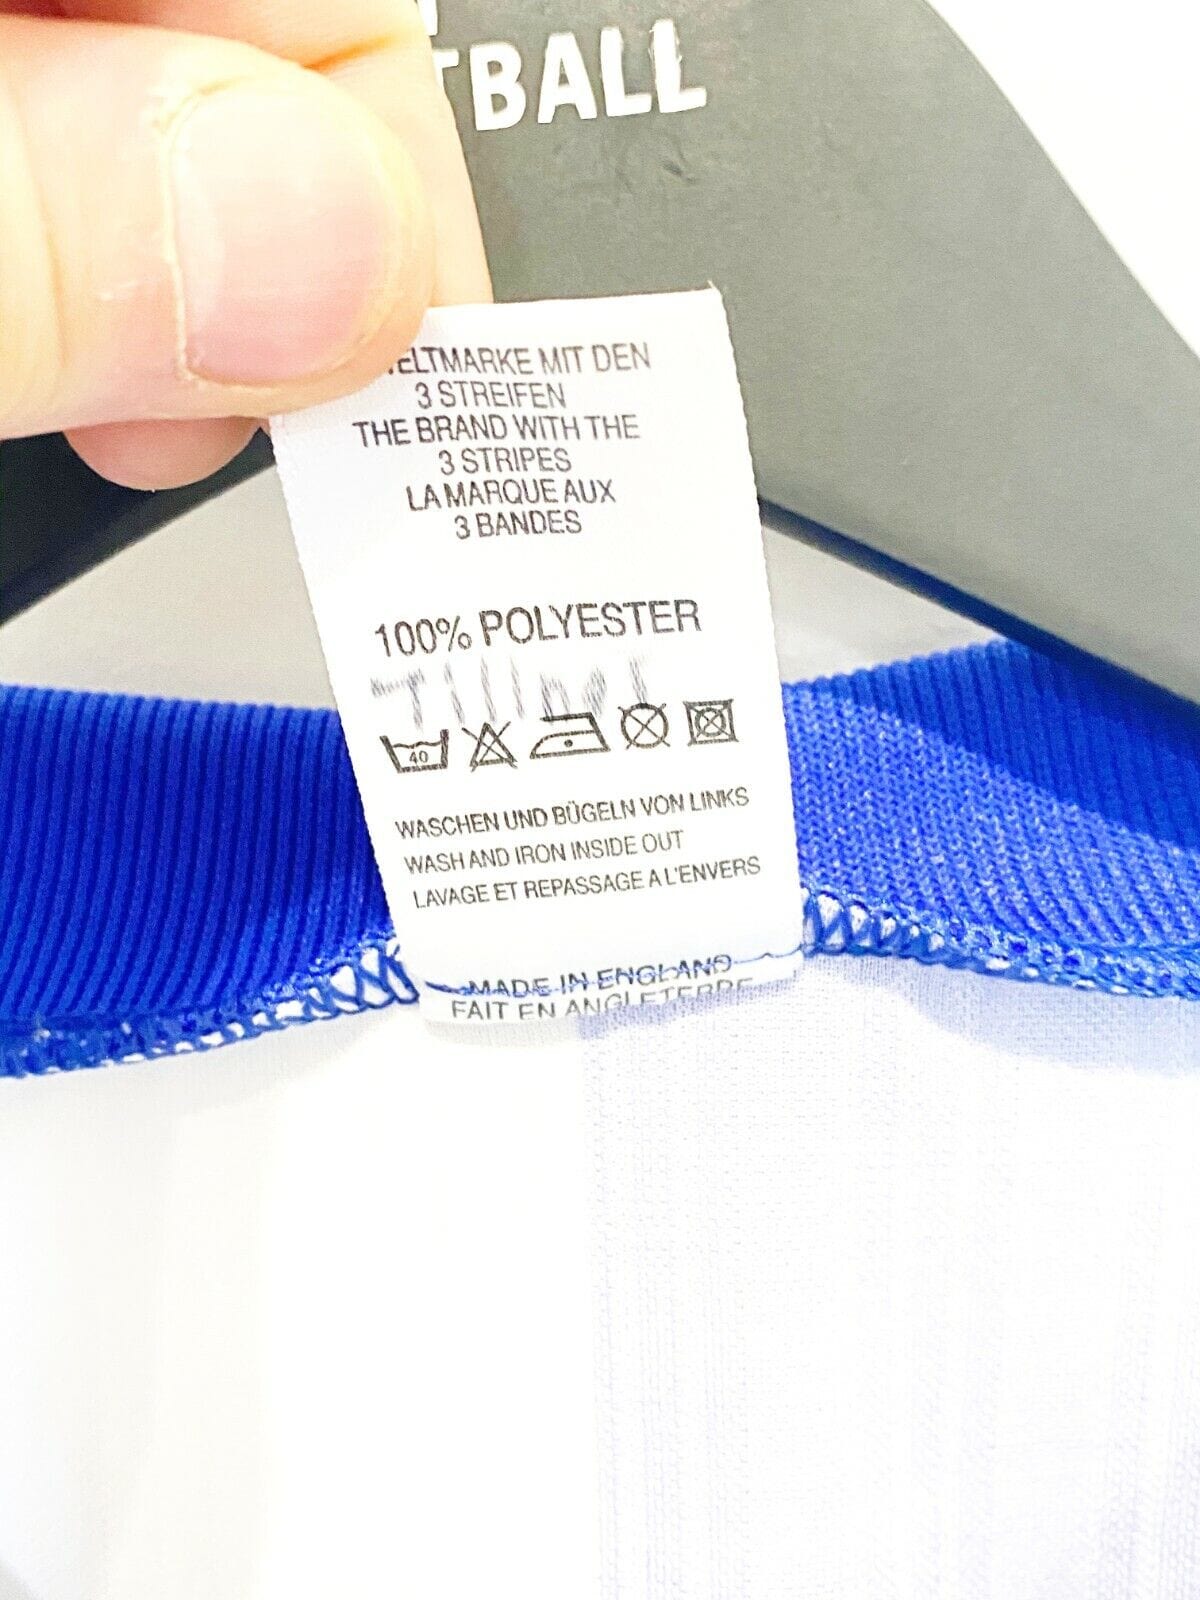 TBALL
MIT DEN
3 STREIFEN
THE BRAND WITH THE
3 STRIPES
LA MARQUE AUX
3 BANDES
100% POLYESTER
40
WASCHEN UND BÜGELN VON LINKS
WASH AND IRON INSIDE OUT
LAVAGE ET REPASSAGE A L'ENVERS
MADE IN ENGLAND
FAIT EN ANGLETERRE